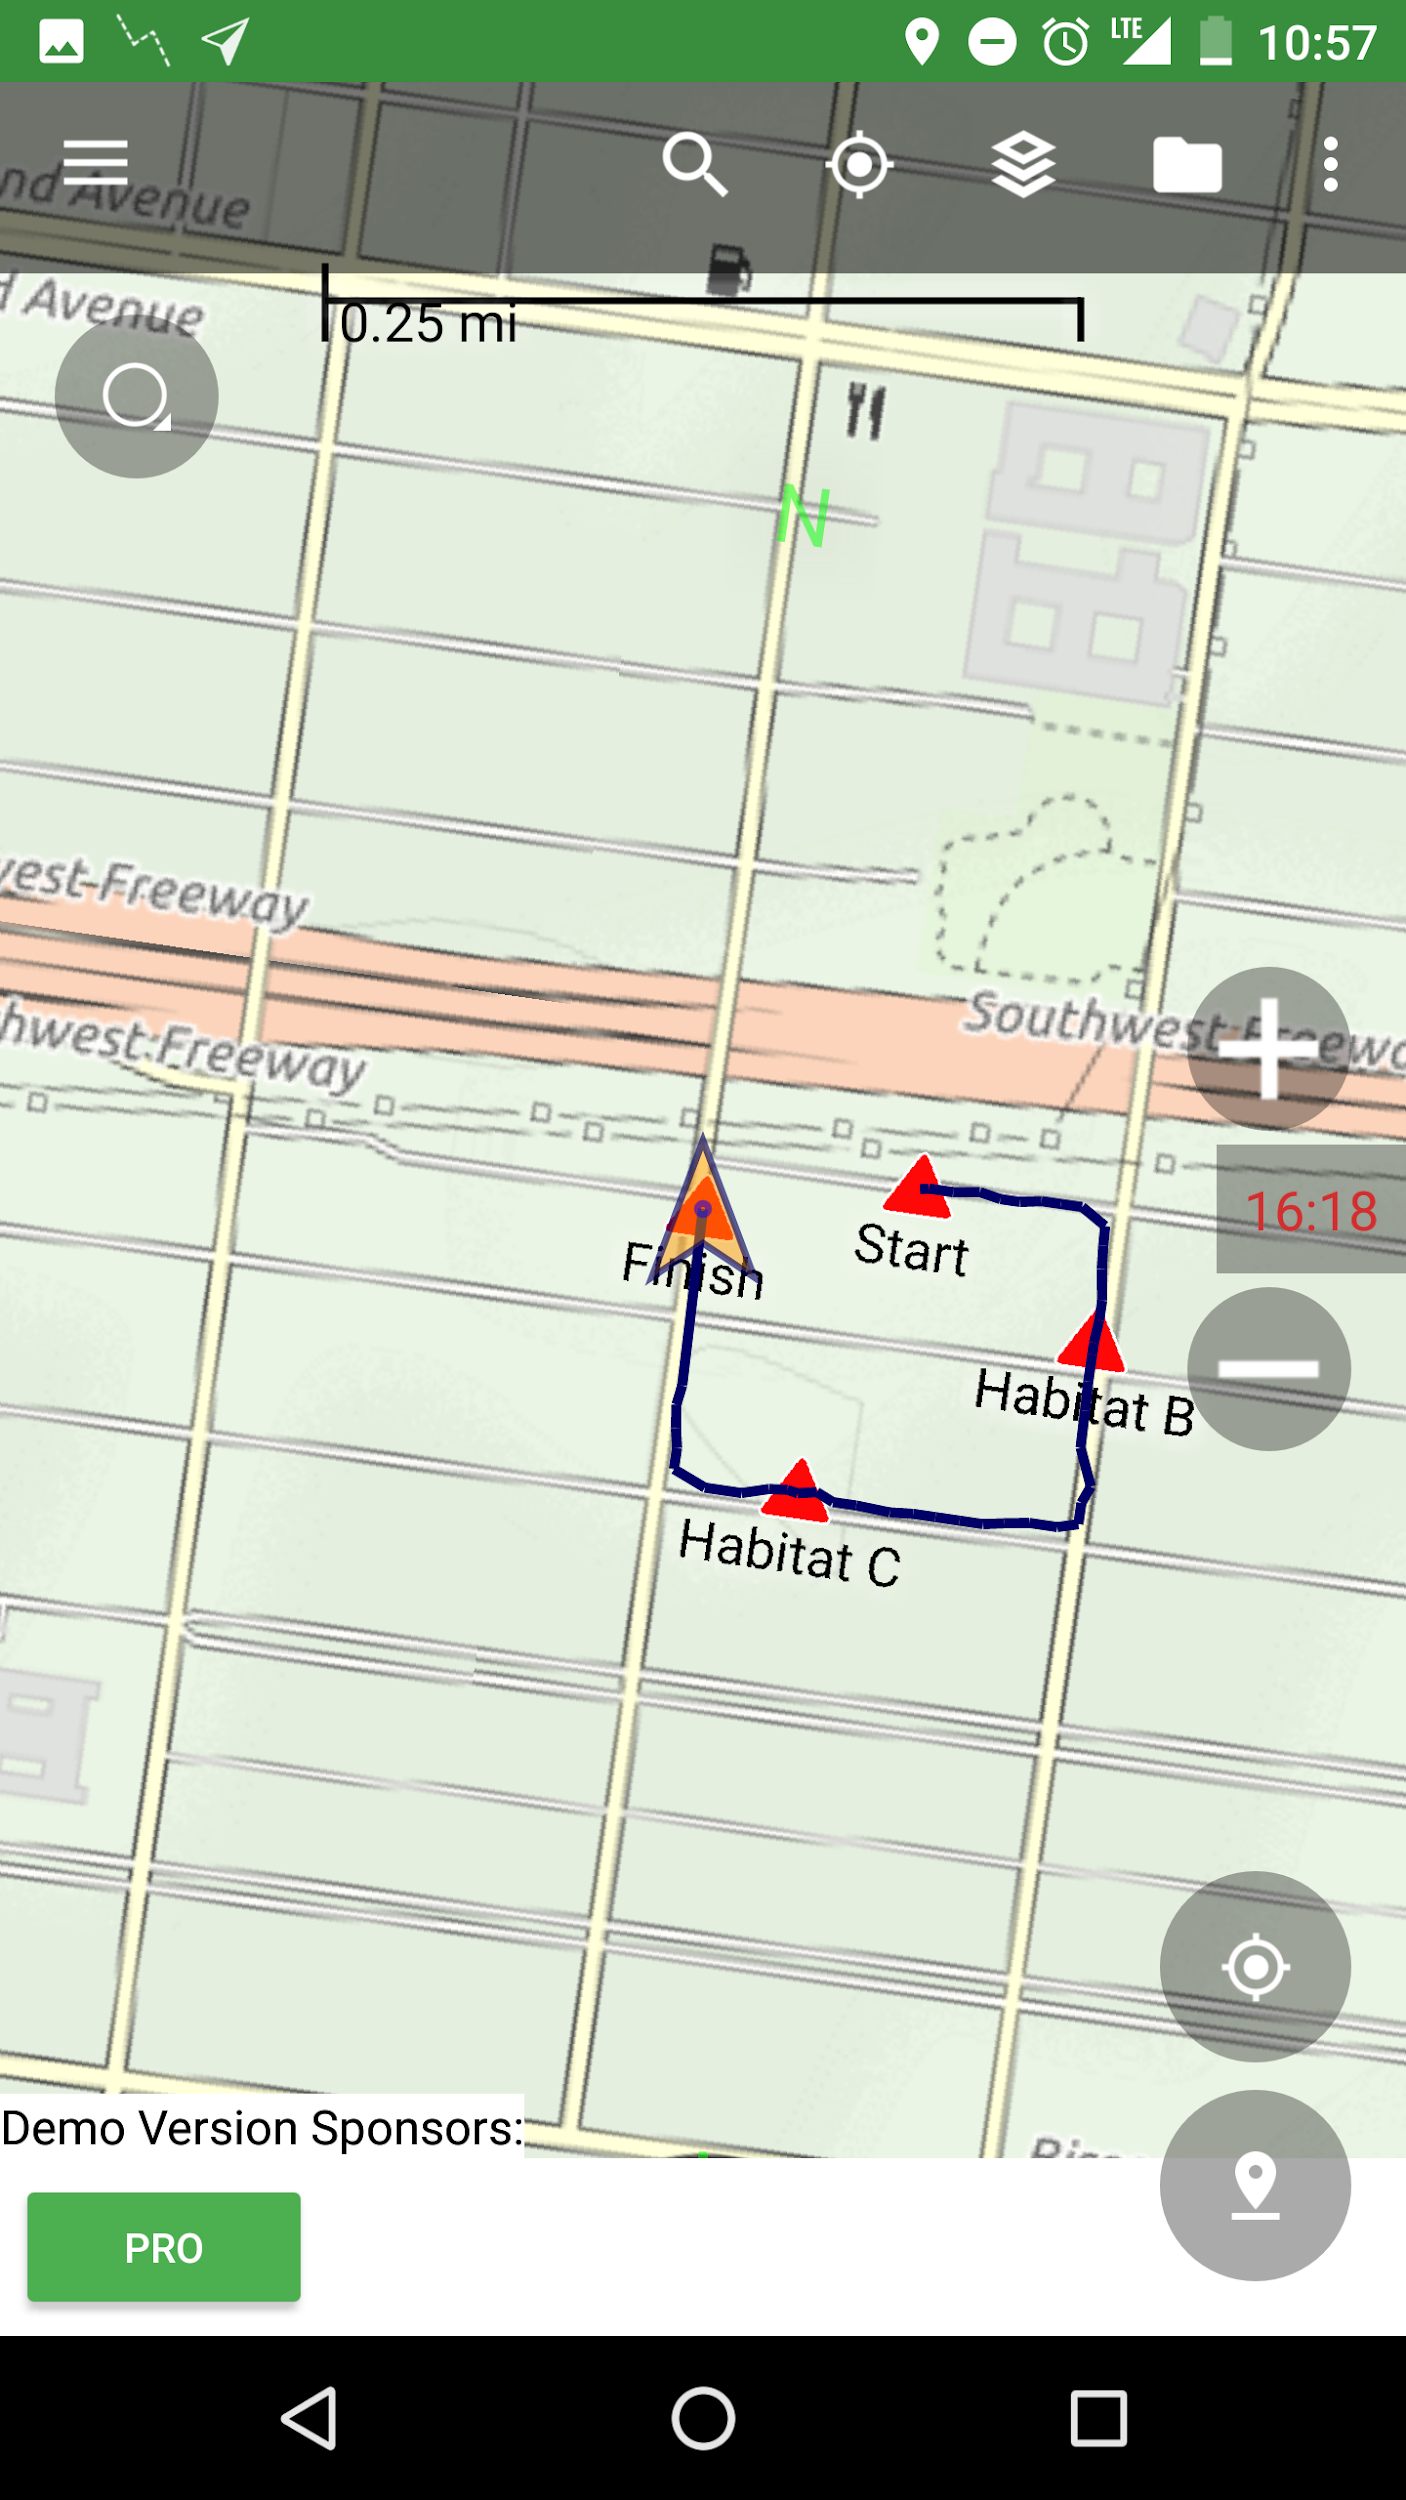 LTE 10:57
nd Avenue
d Avenue
0.25 mi
N
est-Freeway
Southwest-Freewa
hwest-Freeway
16:18
Start
Finish
Habitat B
Habitat C
Demo Version Sponsors:
PRO